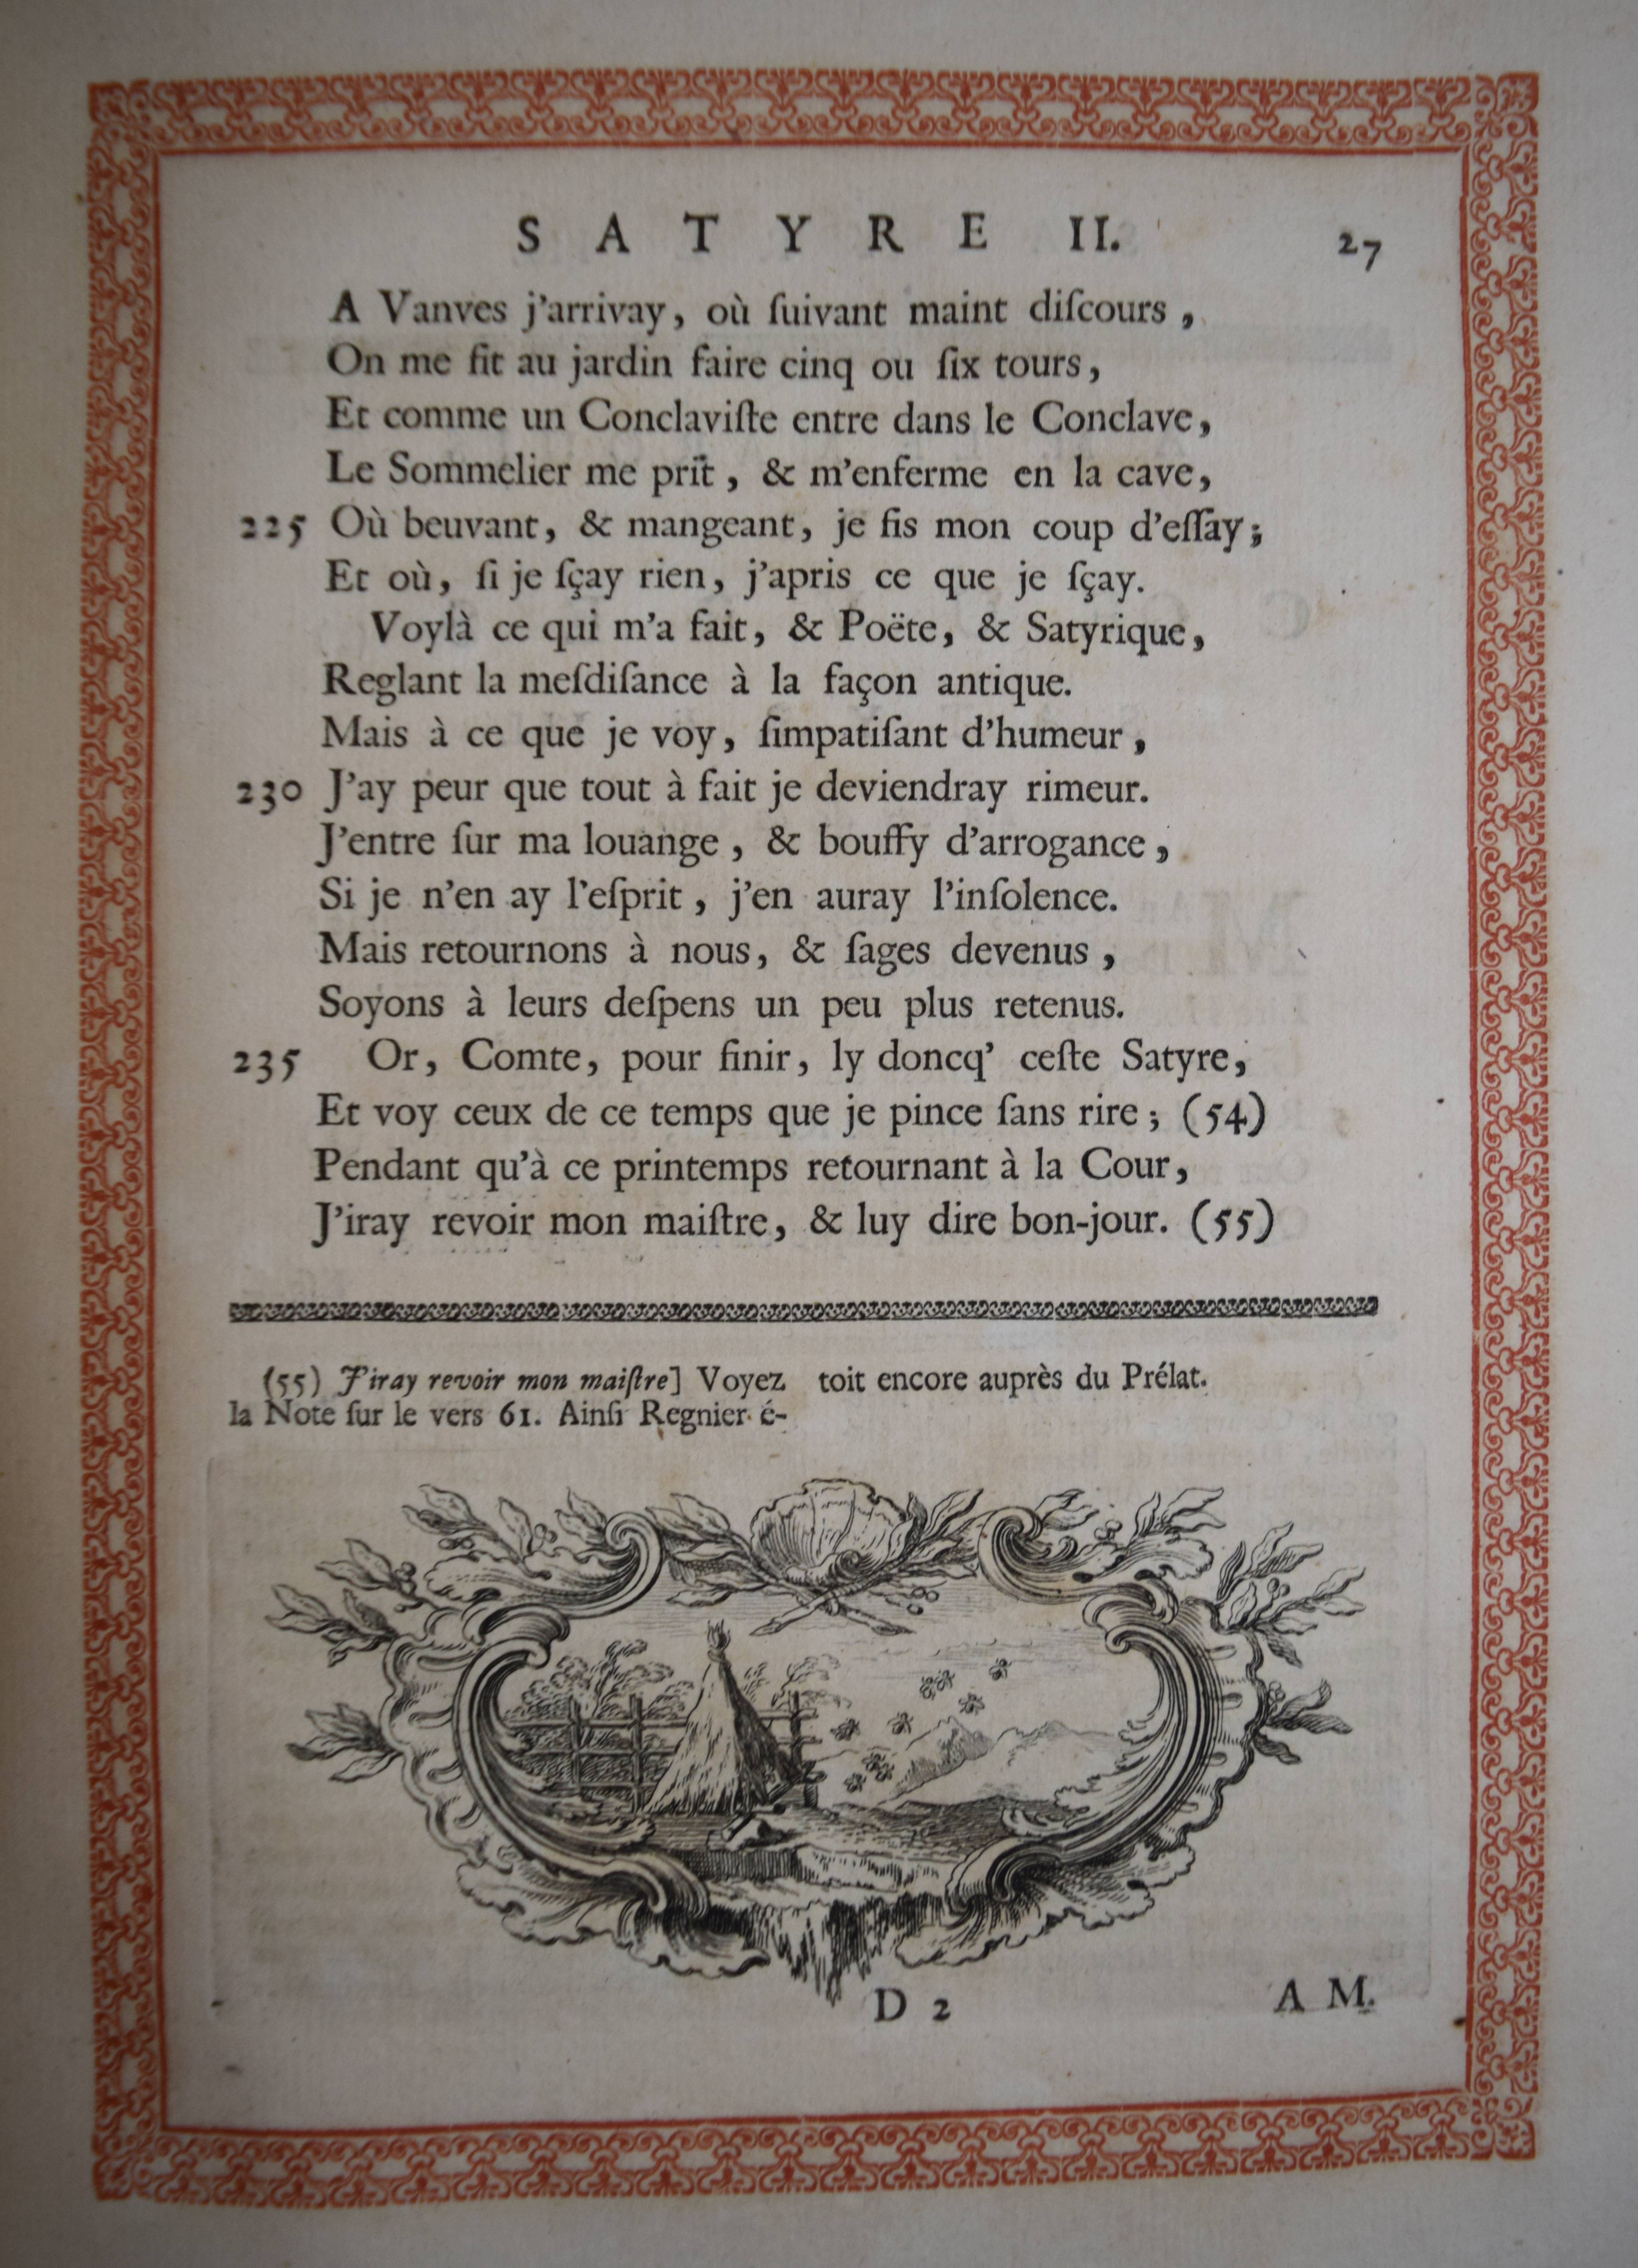 SATYRE II. 27
A Vanves j'arrivay, où ſuivant maint diſcours,
On me fit au jardin faire cinq ou ſix tours,
Et comme un Conclaviſte entre dans le Conclave,
Le Sommelier me prit, & m'enferme en la cave,
225 Où beuvant, & mangeant, je fis mon coup d'eſſay;
Et où, ſi je ſçay rien, j'apris ce que je ſçay.
Voylà ce qui m'a fait, & Poëte, & Satyrique,
Reglant la meſdiſance à la façon antique.
Mais à ce que je voy, ſimpatiſant d'humeur,
230 J'ay peur que tout à fait je deviendray rimeur.
J'entre ſur ma louange, & bouffy d'arrogance,
Si je n'en ay l'eſprit, j'en auray l'inſolence.
Mais retournons à nous, & ſages devenus,
Soyons à leurs deſpens un peu plus retenus.
235 Or, Comte, pour finir, ly doncq' ceſte Satyre,
Et voy ceux de ce temps que je pince ſans rire; (54)
Pendant qu'à ce printemps retournant à la Cour,
J'iray revoir mon maiſtre, & luy dire bon-jour. (55)
(55) J'iray revoir mon maiſtre] Voyez
la Note ſur le vers 61. Ainſi Regnier é-
toit encore auprès du Prélat.
D 2
A M.